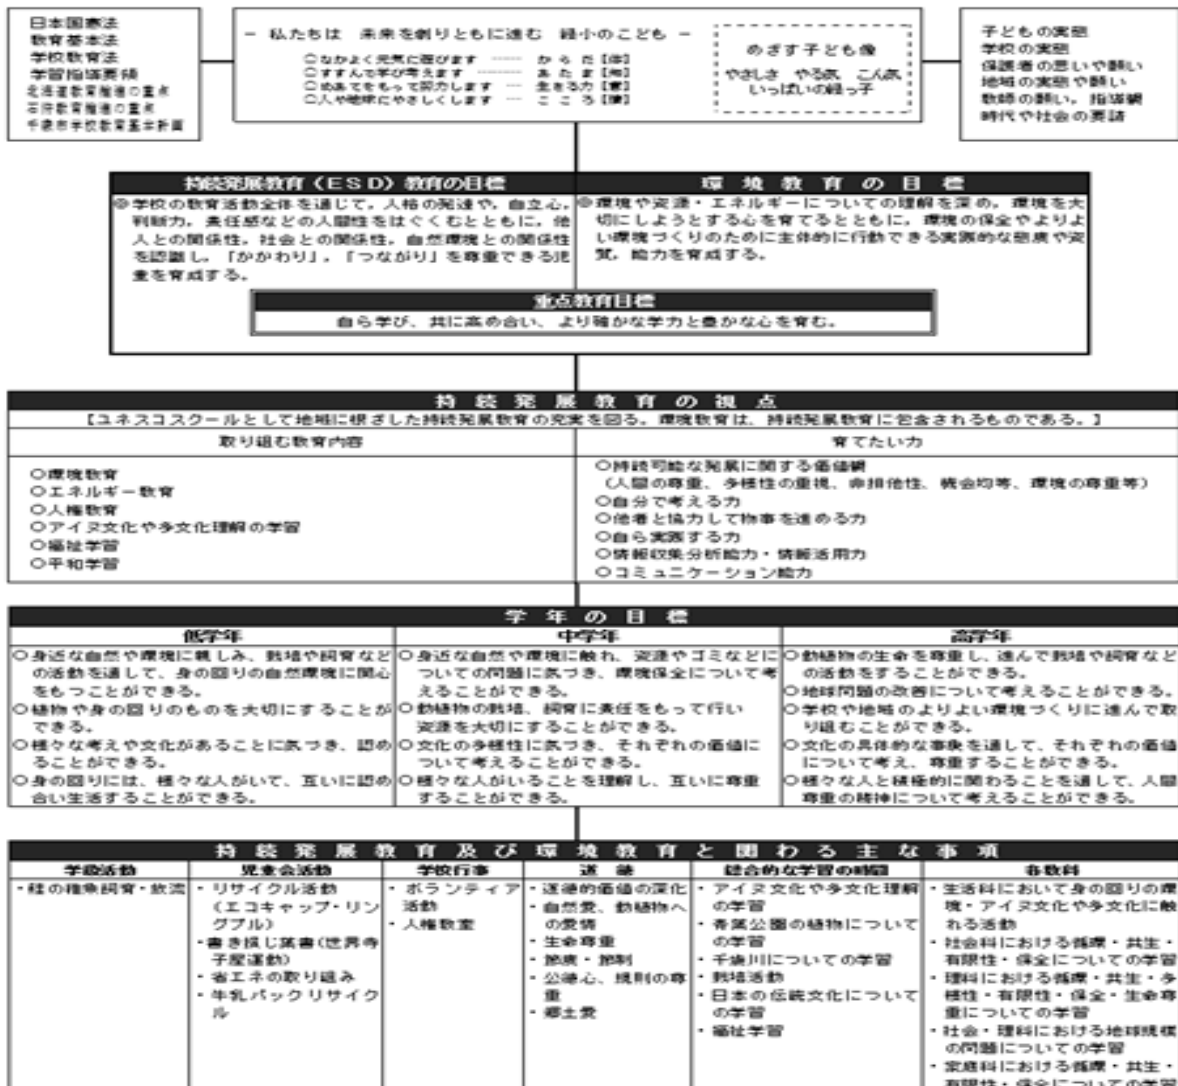 日本国憲法
教育基本法
学校教育法
学習指導要領
北海道教育推進の重点
石狩教育推進の重点
千歳市学校教育基本計画
－ 私たちは 未来を創りともに進む 緑小のこども －
○なかよく元気に遊びます …… からだ【体】
○すすんで学び考えます ……… あたま【知】
○めあてをもって努力します … 生きる力【意】
○人や地球にやさしくします … こころ【情】
めざす子ども像
やさしさ やる気 こん気
いっぱいの緑っ子
子どもの実態
学校の実態
保護者の思いや願い
地域の実態や願い
教師の願い，指導観
時代や社会の要請
持続発展教育（ＥＳＤ）教育の目標
◎学校の教育活動全体を通じて，人格の発達や，自立心，
判断力，責任感などの人間性をはぐくむとともに，他
人との関係性，社会との関係性，自然環境との関係性
を認識し，「かかわり」，「つながり」を尊重できる児
童を育成する。
環境教育の目標
◎環境や資源・エネルギーについての理解を深め，環境を大
切にしようとする心を育てるとともに，環境の保全やよりよ
い環境づくりのために主体的に行動できる実践的な態度や資
質，能力を育成する。
重点教育目標
自ら学び、共に高め合い、より確かな学力と豊かな心を育む。
持続発展教育の視点
【ユネスコスクールとして地域に根ざした持続発展教育の充実を図る。環境教育は、持続発展教育に包含されるものである。】
取り組む教育内容
○環境教育
○エネルギー教育
○人権教育
○アイヌ文化や多文化理解の学習
○福祉学習
○平和学習
育てたい力
○持続可能な発展に関する価値観
（人間の尊重、多様性の重視、非排他性、機会均等、環境の尊重等）
○自分で考える力
○他者と協力して物事を進める力
○自ら実践する力
○情報収集分析能力・情報活用力
○コミュニケーション能力
学年の目標
低学年
○身近な自然や環境に親しみ、栽培や飼育など
の活動を通して、身の回りの自然環境に関心
をもつことができる。
○植物や身の回りのものを大切にすることが
できる。
○様々な考えや文化があることに気づき、認め
ることができる。
○身の回りには、様々な人がいて、互いに認め
合い生活することができる。
中学年
○身近な自然や環境に触れ、資源やゴミなどに
ついての問題に気づき、環境保全について考
えることができる。
○動植物の栽培、飼育に責任をもって行い
資源を大切にすることができる。
○文化の多様性に気づき、それぞれの価値に
ついて考えることができる。
○様々な人がいることを理解し、互いに尊重
することができる。
高学年
○動植物の生命を尊重し、進んで栽培や飼育など
の活動をすることができる。
○地球問題の改善について考えることができる。
○学校や地域のよりよい環境づくりに進んで取
り組むことができる。
○文化の具体的な事象を通して、それぞれの価値
について考え、尊重することができる。
○様々な人と積極的に関わることを通して、人間
尊重の精神について考えることができる。
持続発展教育及び環境教育と関わる主な事項
学級活動
・鮭の稚魚飼育・放流
児童会活動
・リサイクル活動
（エコキャップ・リン
グプル）
・書き損じ葉書（世界寺
子屋運動）
・省エネの取り組み
・牛乳パックリサイク
ル
学校行事
・ボランティア
活動
・人権教室
道徳
・道徳的価値の深化
・自然愛、動植物へ
の愛情
・生命尊重
・節度・節制
・公徳心、規則の尊
重
・郷土愛
総合的な学習の時間
・アイヌ文化や多文化理解
の学習
・青葉公園の植物について
の学習
・千歳川についての学習
・栽培活動
・日本の伝統文化について
の学習
・福祉学習
各教科
・生活科において身の回りの環
境・アイヌ文化や多文化に触
れる活動
・社会科における循環・共生・
有限性・保全についての学習
・理科における循環・共生・多
様性・有限性・保全・生命尊
重についての学習
・社会・理科における地球規模
の問題についての学習
・家庭科における循環・共生・
有限性・保全についての学習